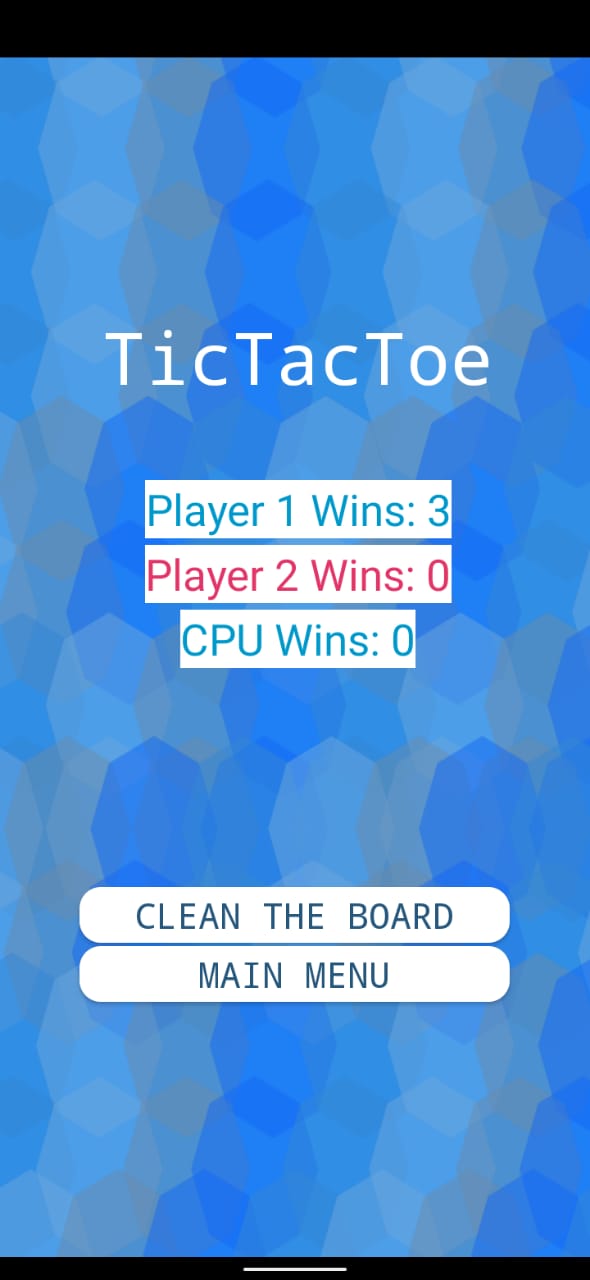 TicTacToe
Player 1 Wins: 3
Player 2 Wins: 0
CPU Wins: 0
CLEAN THE BOARD
MAIN MENU